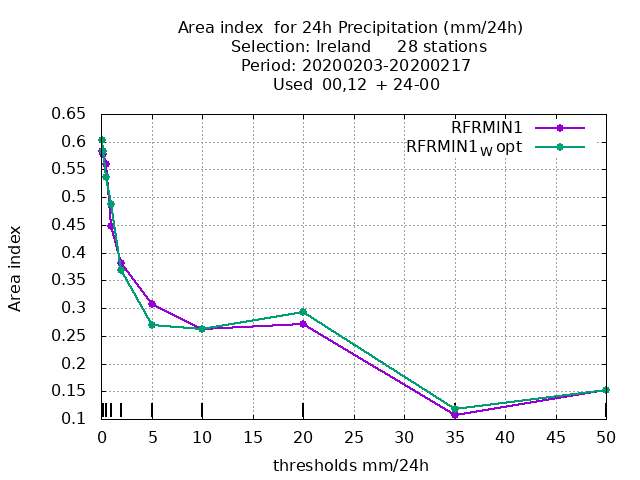 Area index  for 24h Precipitation (mm/24h)
Selection: Ireland     28 stations
Period: 20200203-20200217
Used  00,12  + 24-00
RFRMIN1
RFRMIN1W opt
0.65
0.6
0.55
0.5
0.45
0.4
0.35
0.3
0.25
0.2
0.15
0.1
Area index
0 5 10 15 20 25 30 35 40 45 50
thresholds mm/24h